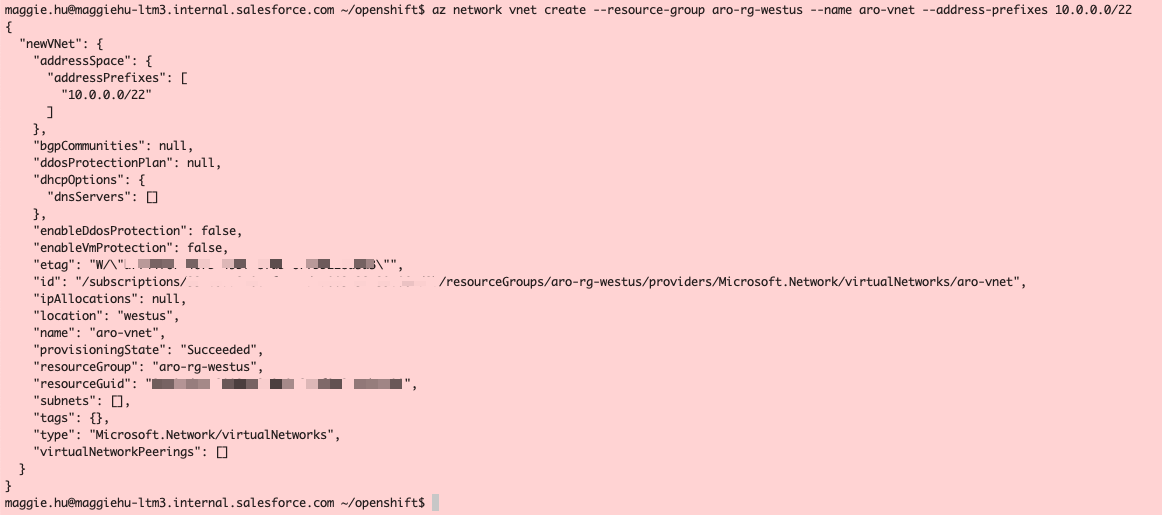 maggie.hu@maggiehu-ltm3.internal.salesforce.com ~/openshift$ az network vnet create --resource-group aro-rg-westus --name aro-vnet --address-prefixes 10.0.0.0/22
{
  "newVNet": {
    "addressSpace": {
      "addressPrefixes": [
        "10.0.0.0/22"
      ]
    },
    "bgpCommunities": null,
    "ddosProtectionPlan": null,
    "dhcpOptions": {
      "dnsServers": []
    },
    "enableDdosProtection": false,
    "enableVmProtection": false,
    "etag": "W/\"\"",
    "id": "/subscriptions/ /resourceGroups/aro-rg-westus/providers/Microsoft.Network/virtualNetworks/aro-vnet",
    "ipAllocations": null,
    "location": "westus",
    "name": "aro-vnet",
    "provisioningState": "Succeeded",
    "resourceGroup": "aro-rg-westus",
    "resourceGuid": "",
    "subnets": [],
    "tags": {},
    "type": "Microsoft.Network/virtualNetworks",
    "virtualNetworkPeerings": []
  }
}
maggie.hu@maggiehu-ltm3.internal.salesforce.com ~/openshift$